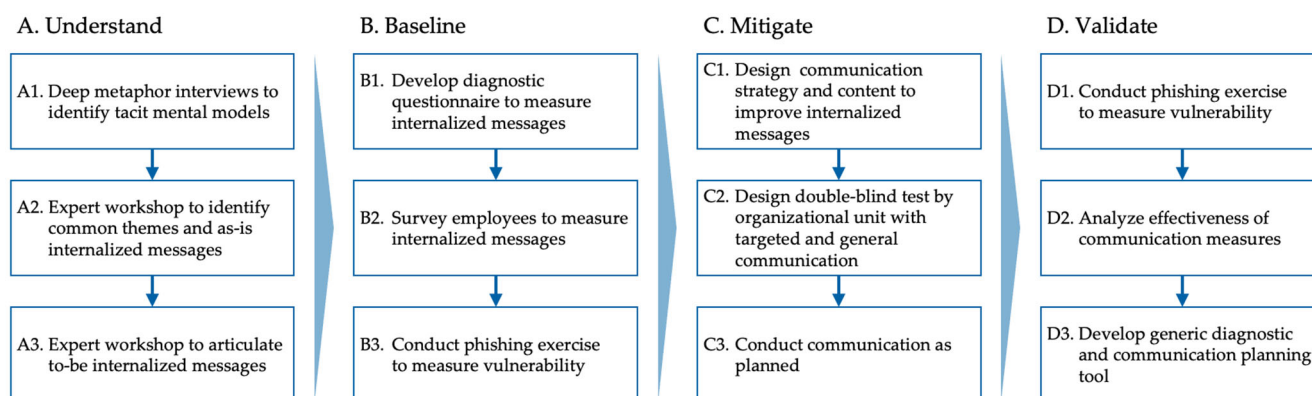 A. Understand
A1. Deep metaphor interviews to
identify tacit mental models
A2. Expert workshop to identify
common themes and as-is
internalized messages
A3. Expert workshop to articulate
to-be internalized messages
B. Baseline
B1. Develop diagnostic
questionnaire to measure
internalized messages
B2. Survey employees to measure
internalized messages
B3. Conduct phishing exercise
to measure vulnerability
C. Mitigate
C1. Design communication
strategy and content to
improve internalized
messages
C2. Design double-blind test by
organizational unit with
targeted and general
communication
C3. Conduct communication as
planned
D. Validate
D1. Conduct phishing exercise
to measure vulnerability
D2. Analyze effectiveness of
communication measures
D3. Develop generic diagnostic
and communication planning
tool